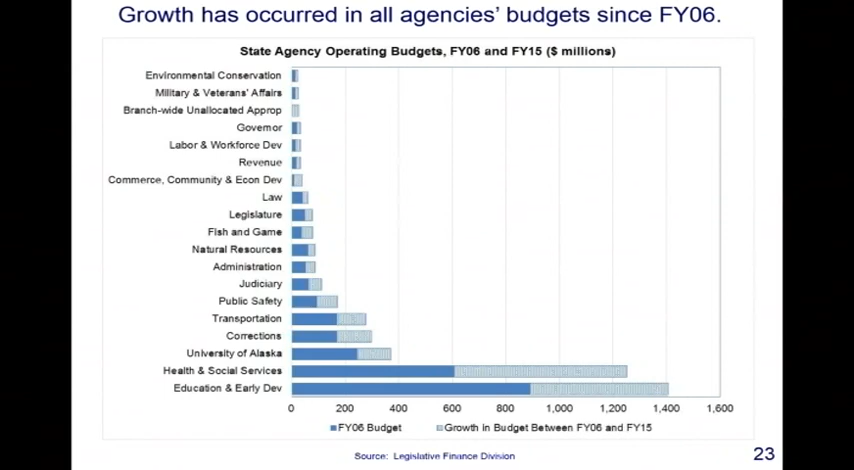 Growth has occurred in all agencies' budgets since FY06.
State Agency Operating Budgets, FY06 and FY15 ($ millions)
Environmental Conservation
Military & Veterans' Affairs
Branch-wide Unallocated Approp
Governor
Labor & Workforce Dev
Revenue
Commerce, Community & Econ Dev
Law
Legislature
Fish and Game
Natural Resources
Administration
Judiciary
Public Safety
Transportation
Corrections
University of Alaska
Health & Social Services
Education & Early Dev
0 200 400 600 800 1,000 1,200 1,400 1,600
FY06 Budget Growth in Budget Between FY06 and FY15
Source: Legislative Finance Division
23